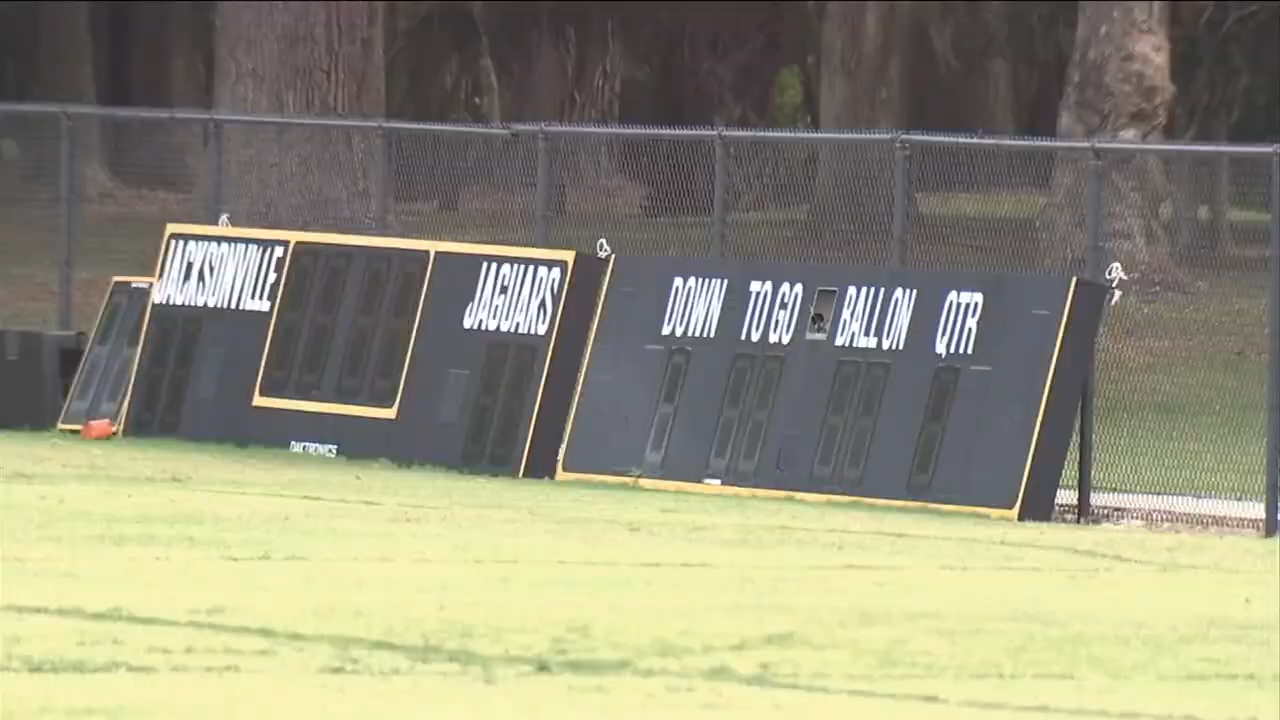 JACKSONVILLE
JAGUARS
DAKTRONICS
DOWN TO GO BALL ON QTR